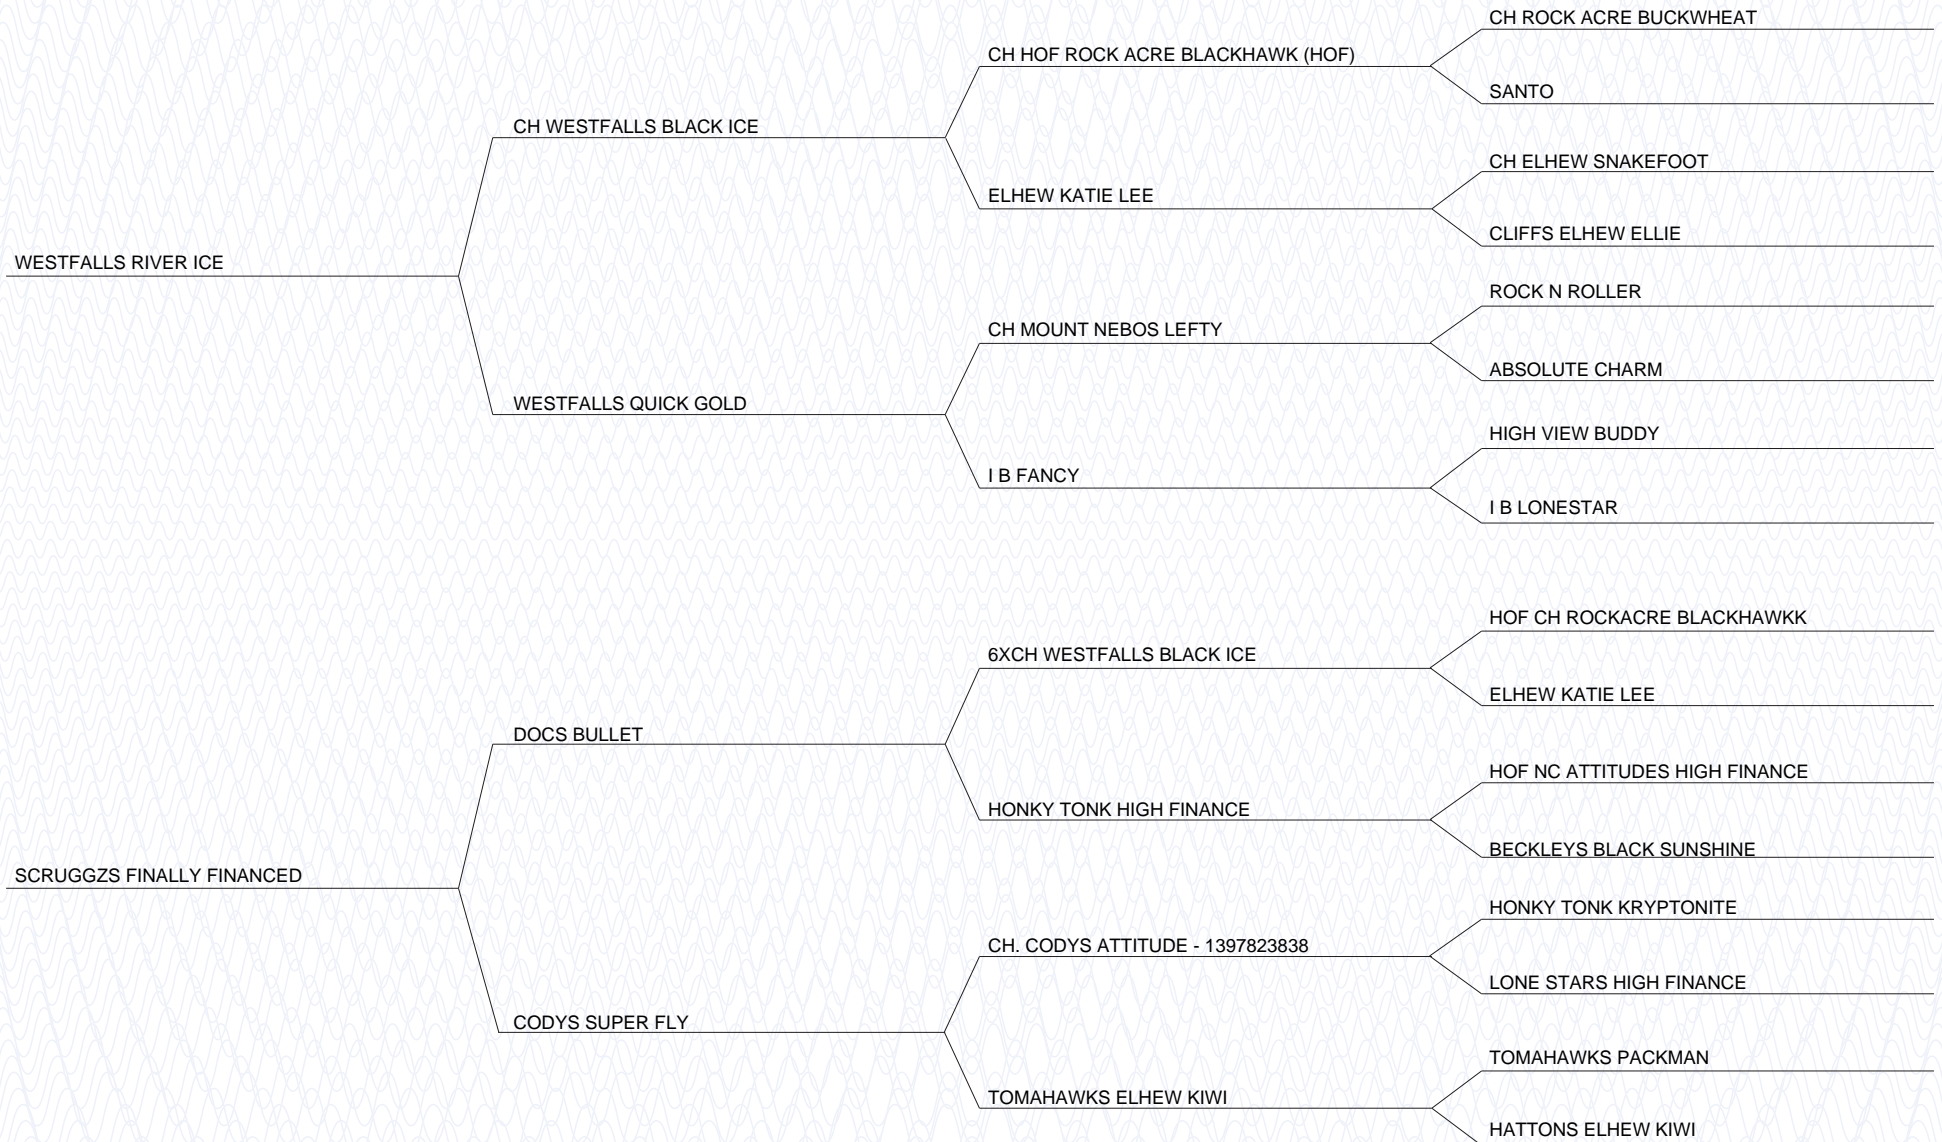 CH ROCK ACRE BUCKWHEAT
CH HOF ROCK ACRE BLACKHAWK (HOF)
SANTO
CH WESTFALLS BLACK ICE
CH ELHEW SNAKEFOOT
ELHEW KATIE LEE
CLIFFS ELHEW ELLIE
WESTFALLS RIVER ICE
ROCK N ROLLER
CH MOUNT NEBOS LEFTY
ABSOLUTE CHARM
WESTFALLS QUICK GOLD
HIGH VIEW BUDDY
I B FANCY
I B LONESTAR
HOF CH ROCKACRE BLACKHAWKK
6XCH WESTFALLS BLACK ICE
ELHEW KATIE LEE
DOCS BULLET
HOF NC ATTITUDES HIGH FINANCE
HONKY TONK HIGH FINANCE
BECKLEYS BLACK SUNSHINE
SCRUGGZS FINALLY FINANCED
HONKY TONK KRYPTONITE
CH. CODYS ATTITUDE - 1397823838
LONE STARS HIGH FINANCE
CODYS SUPER FLY
TOMAHAWKS PACKMAN
TOMAHAWKS ELHEW KIWI
HATTONS ELHEW KIWI